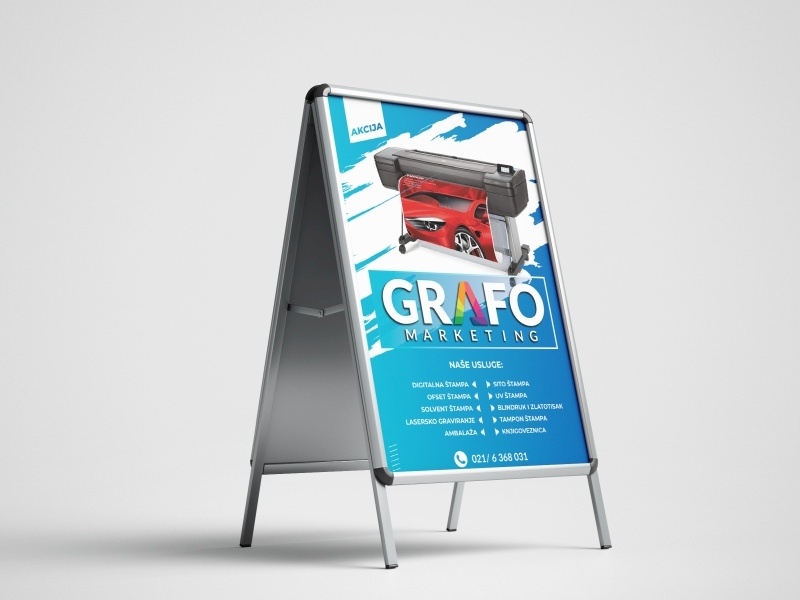 AKCIJA
GRAFO
MARKETING
NAŠE USLUGE:
DIGITALNA ŠTAMPA
SITO ŠTAMPA
OFSET ŠTAMPA
UV ŠTAMPA
SOLVENT ŠTAMPA
BLINDRUK I ZLATOTISAK
LASERSKO GRAVIRANJE
TAMPON ŠTAMPA
AMBALAŽA
KNJIGOVEZNICA
021/ 6 368 031